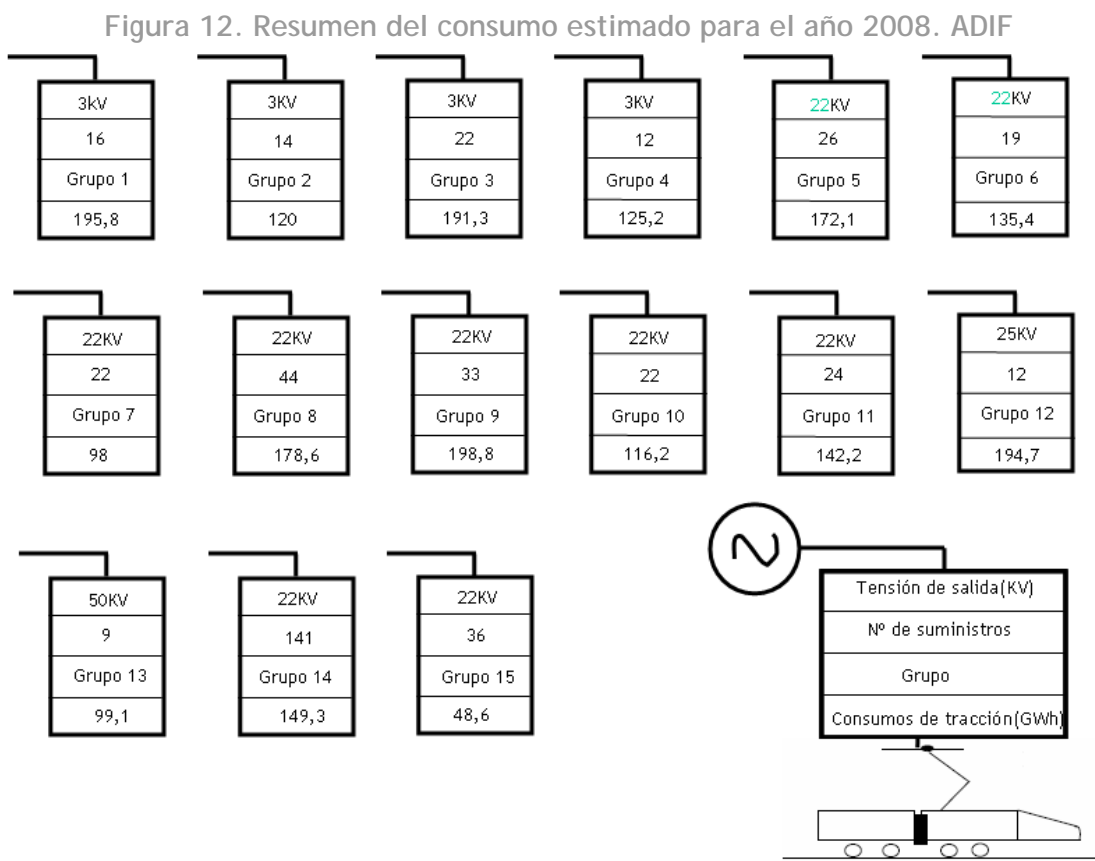 Figura 12. Resumen del consumo estimado para el año 2008. ADIF
3kV
16
Grupo 1
195,8
3KV
14
Grupo 2
120
3KV
22
Grupo 3
191,3
3KV
12
Grupo 4
125,2
22KV
26
Grupo 5
172,1
22KV
19
Grupo 6
135,4
22KV
22
Grupo 7
98
22KV
44
Grupo 8
178,6
22KV
33
Grupo 9
198,8
22KV
22
Grupo 10
116,2
22KV
24
Grupo 11
142,2
25KV
12
Grupo 12
194,7
50KV
9
Grupo 13
99,1
22KV
141
Grupo 14
149,3
22KV
36
Grupo 15
48,6
Tensión de salida(KV)
Nº de suministros
Grupo
Consumos de tracción(GWh)